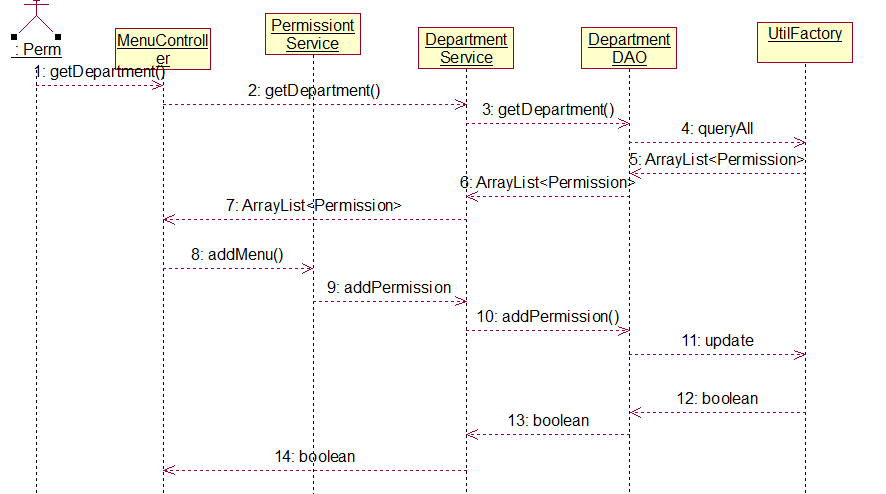 : Perm
MenuControll
er
Permissiont
Service
Department
Service
Department
DAO
UtilFactory
1: getDepartment()
2: getDepartment()
3: getDepartment()
4: queryAll
5: ArrayList<Permission>
6: ArrayList<Permission>
7: ArrayList<Permission>
8: addMenu()
9: addPermission
10: addPermission()
11: update
12: boolean
13: boolean
14: boolean